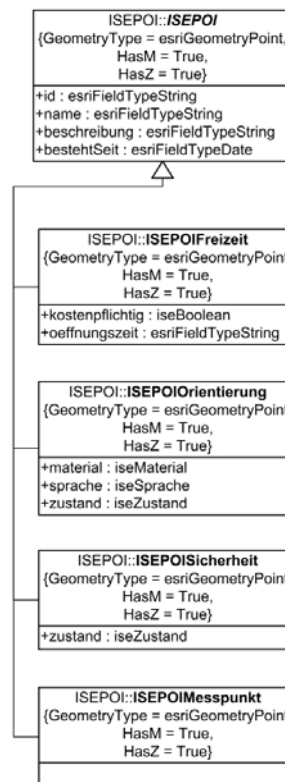 ISEPOI::ISEPOI
{GeometryType = esriGeometryPoint,
HasM = True,
HasZ = True}
+id : esriFieldTypeString
+name : esriFieldTypeString
+beschreibung : esriFieldTypeString
+bestehtSeit : esriFieldTypeDate
ISEPOI::ISEPOIFreizeit
{GeometryType = esriGeometryPoint
HasM = True,
HasZ = True}
+kostenpflichtig : iseBoolean
+oeffnungszeit : esriFieldTypeString
ISEPOI::ISEPOIOrientierung
{GeometryType = esriGeometryPoint
HasM = True,
HasZ = True}
+material : iseMaterial
+sprache : iseSprache
+zustand : iseZustand
ISEPOI::ISEPOISicherheit
{GeometryType = esriGeometryPoint
HasM = True,
HasZ = True}
+zustand : iseZustand
ISEPOI::ISEPOIMesspunkt
{GeometryType = esriGeometryPoint
HasM = True,
HasZ = True}